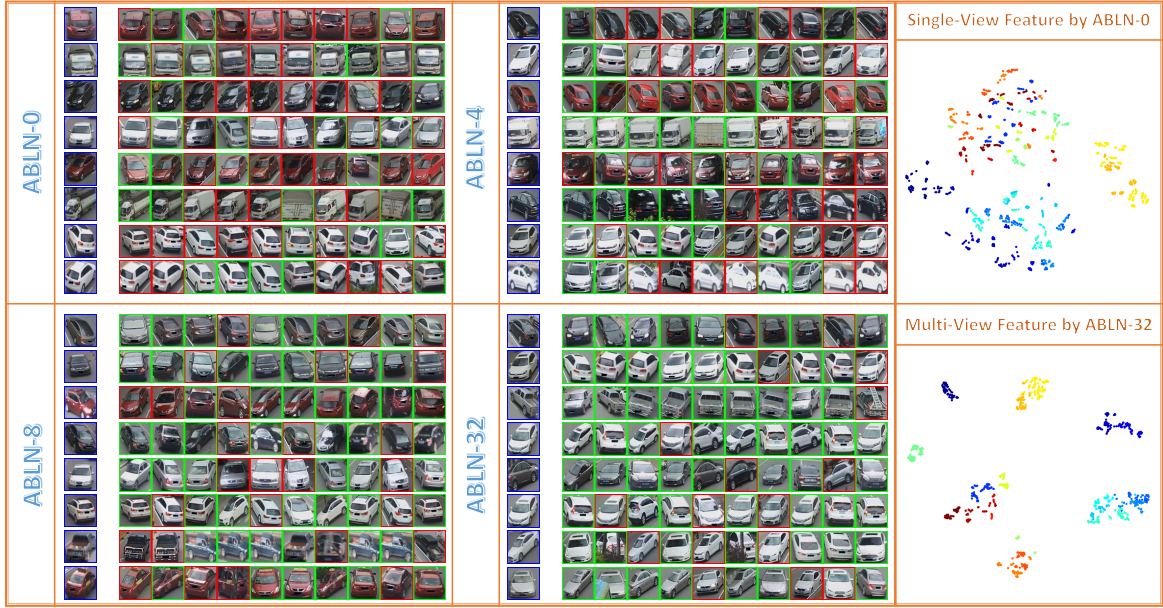 ABLN-0
ABLN-4
Single-View Feature by ABLN-0
ABLN-8
ABLN-32
Multi-View Feature by ABLN-32